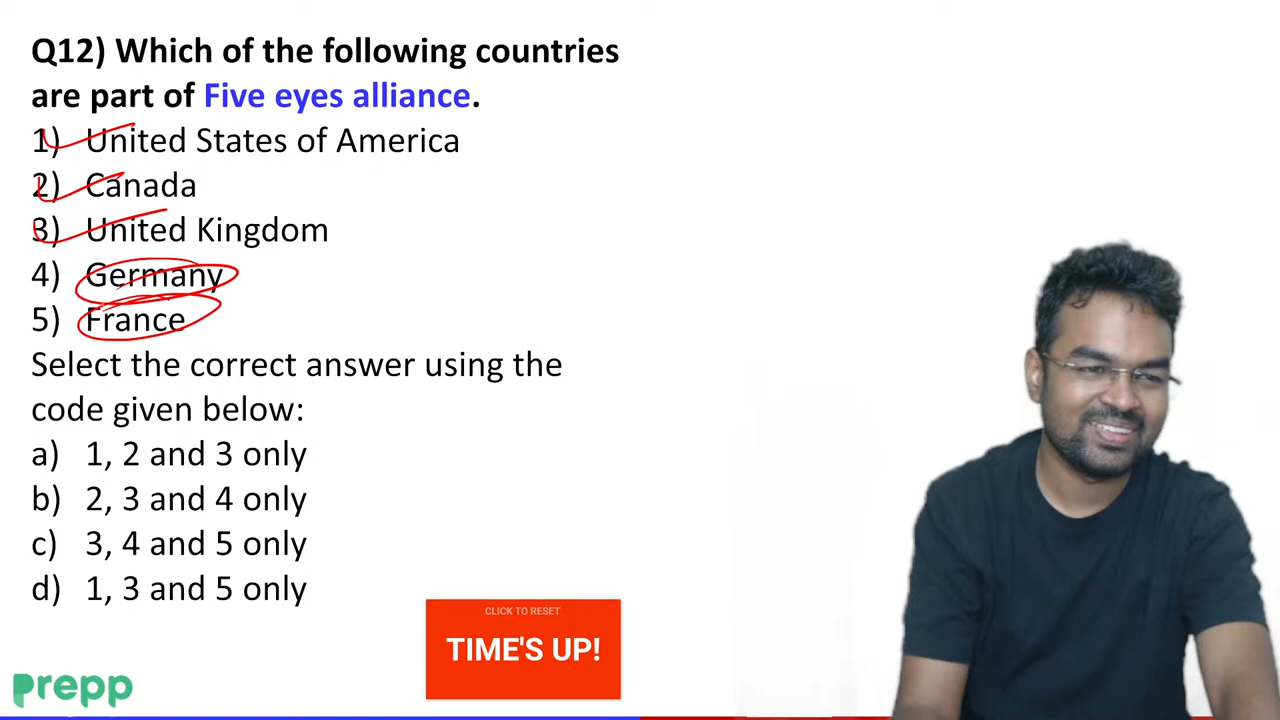 Q12) Which of the following countries
are part of Five eyes alliance.
1) United States of America
2) Canada
3) United Kingdom
4) Germany
5) France
Select the correct answer using the
code given below:
a) 1, 2 and 3 only
b) 2, 3 and 4 only
c) 3, 4 and 5 only
d) 1, 3 and 5 only
CLICK TO RESET
TIME'S UP!
prepp